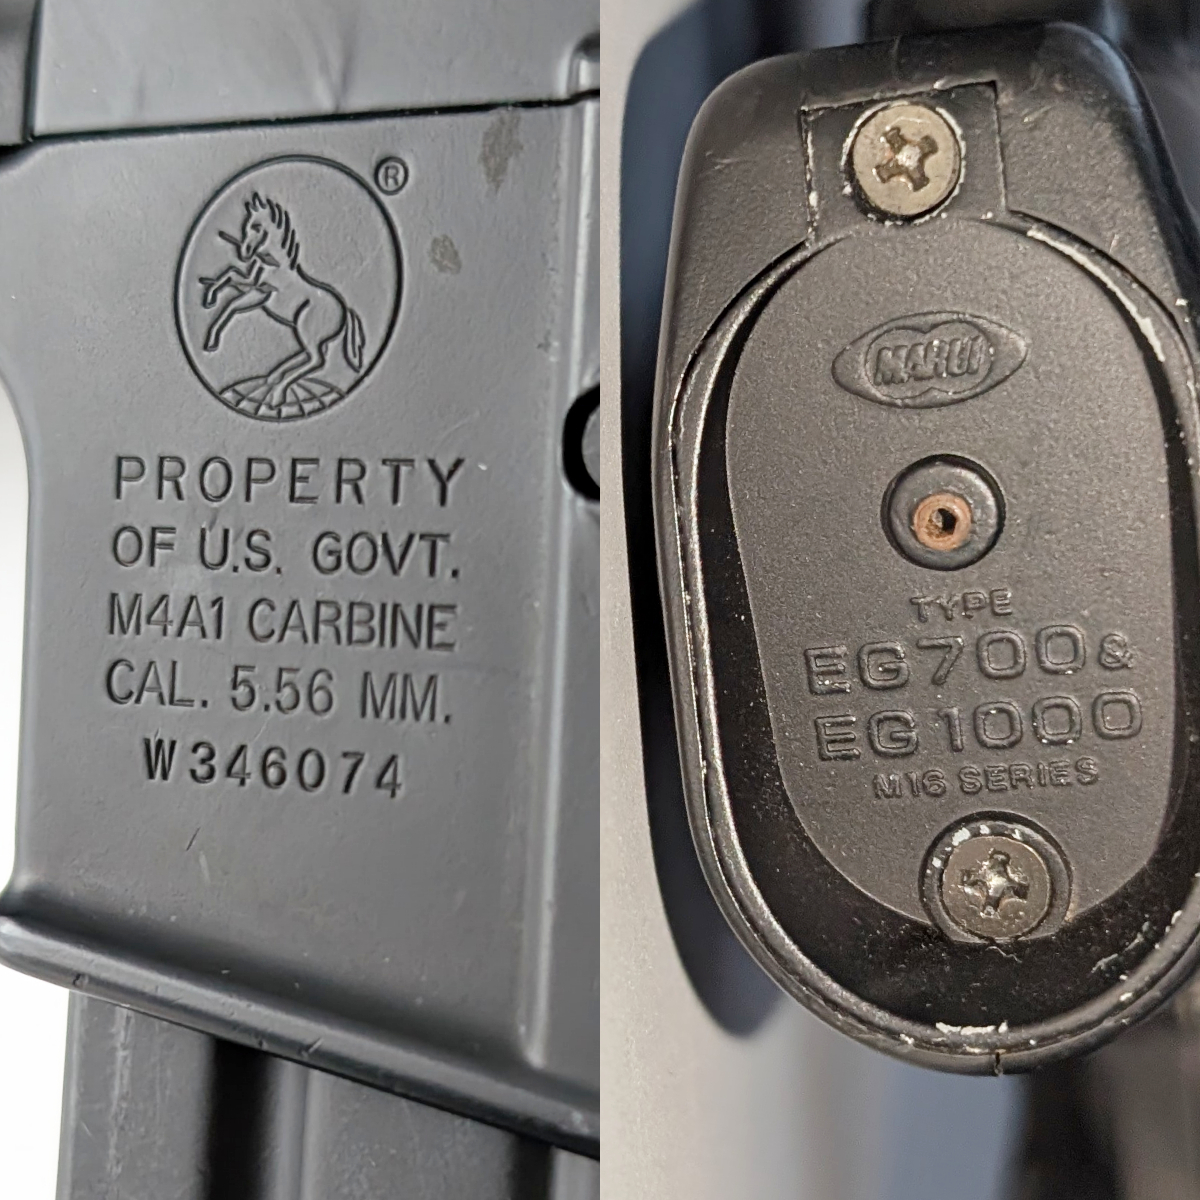 ®
PROPERTY
OF U.S. GOVT.
M4A1 CARBINE
CAL. 5.56 MM.
W346074
MARUI
TYPE
EG700&
EG1000
M16 SERIES